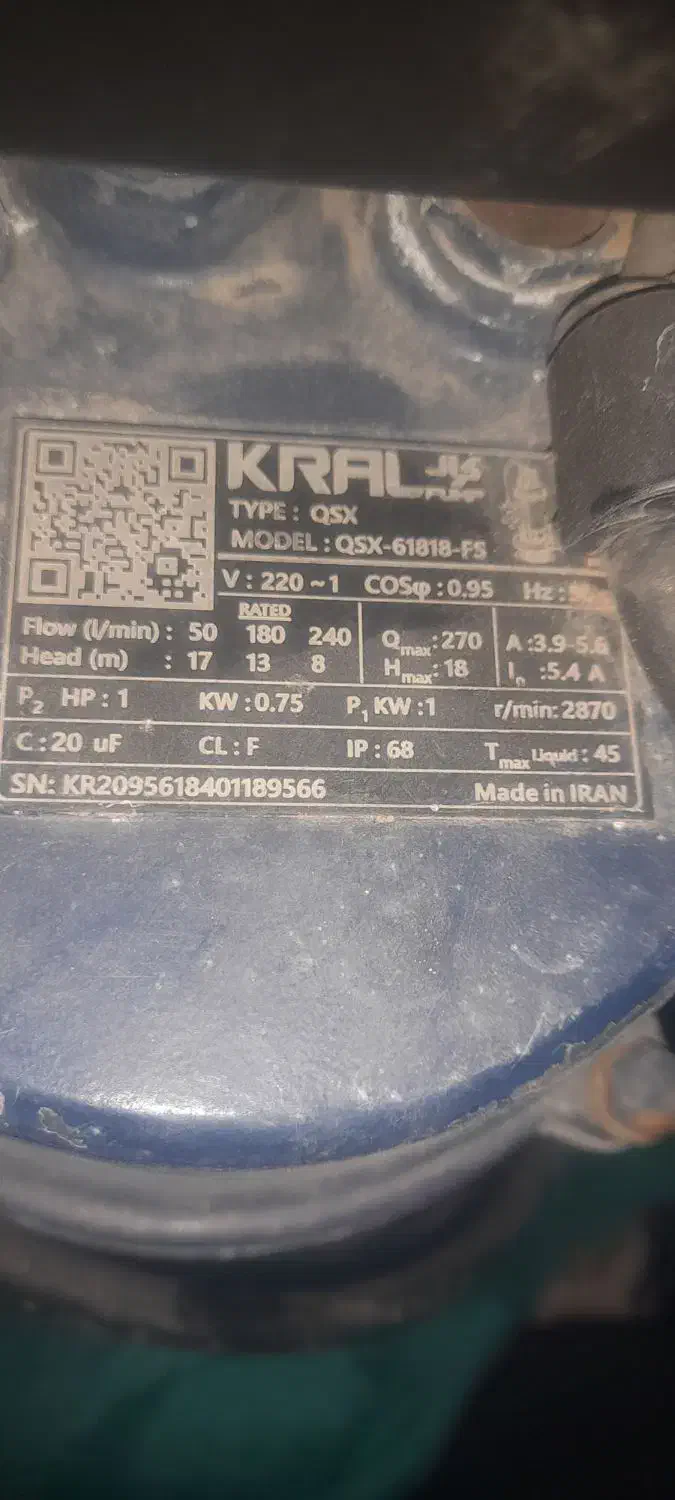 KRAL
TYPE : QSX
MODEL : QSX-61818-F5
V : 220 ~ 1 COSφ : 0.95 Hz :
RATED
Flow (l/min) : 50 180 240
Head (m) : 17 13 8
Qmax : 270
Hmax : 18
A : 3.9-5.6
In : 5.4 A
P2 HP : 1 KW : 0.75 P1 KW : 1 r/min: 2870
C : 20 uF CL : F IP : 68 Tmax Liquid : 45
SN: KR2095618401189566 Made in IRAN